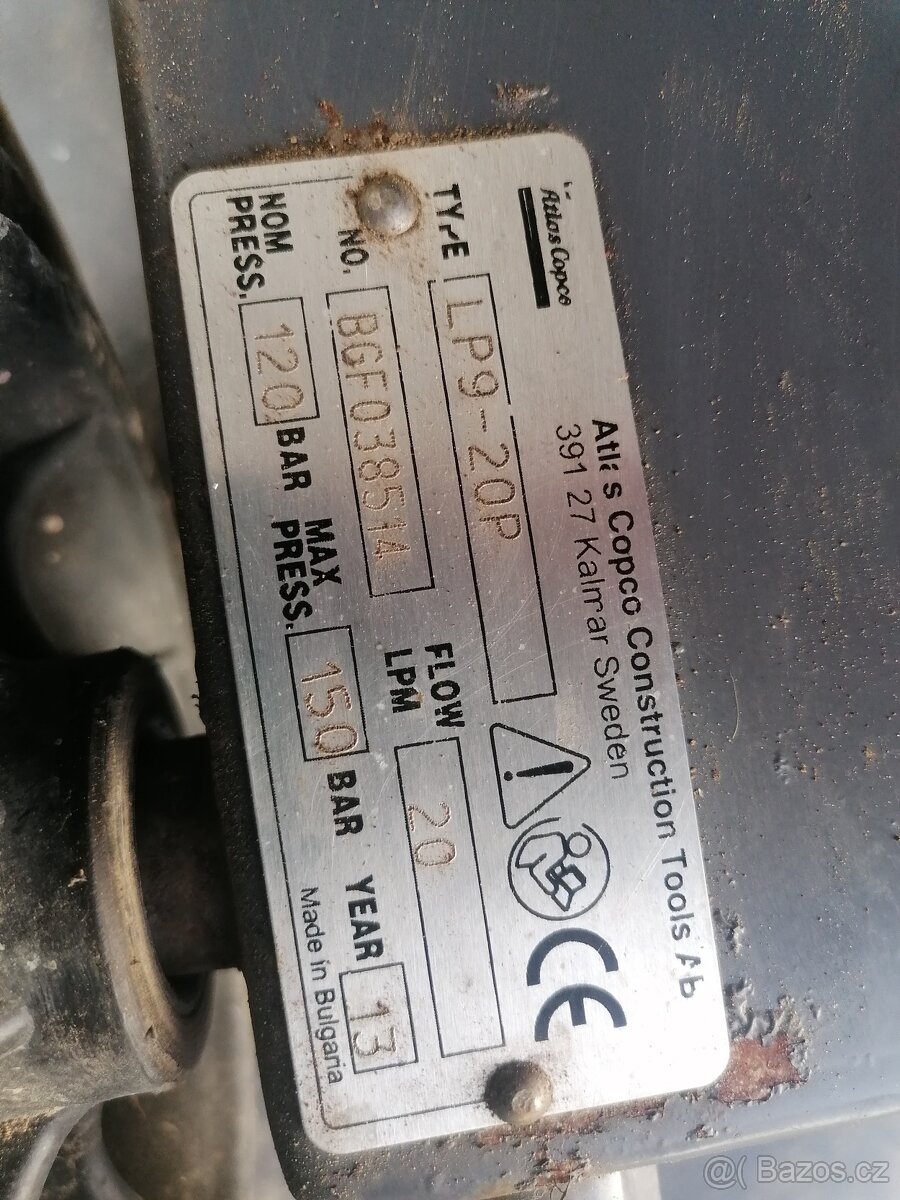 Atlas Copco
Atlas Copco Construction Tools Ab
391 27 Kalmar Sweden
TYPE LP9-20P
NO. BGF038514 FLOW LPM 20
NOM PRESS. 120 BAR MAX PRESS. 150 BAR YEAR 13
Made in Bulgaria
CE
@( Bazos.cz